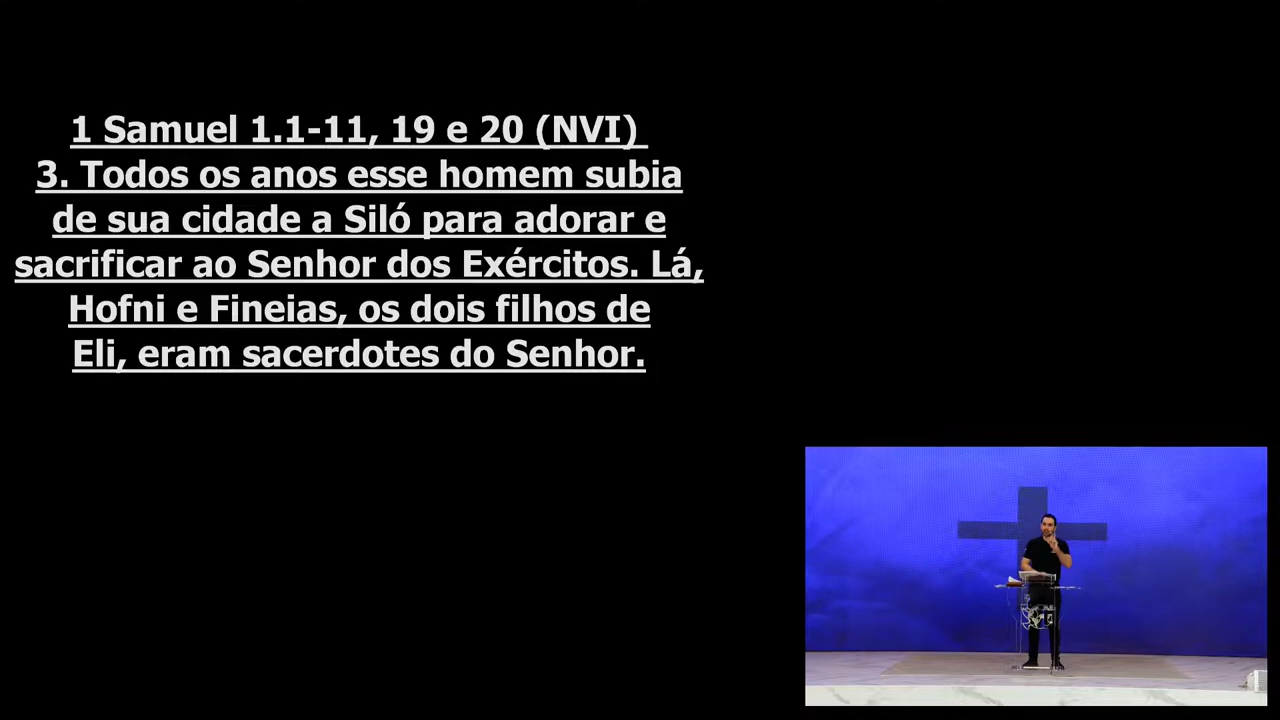 1 Samuel 1.1-11, 19 e 20 (NVI)
3. Todos os anos esse homem subia
de sua cidade a Siló para adorar e
sacrificar ao Senhor dos Exércitos. Lá,
Hofni e Fineias, os dois filhos de
Eli, eram sacerdotes do Senhor.